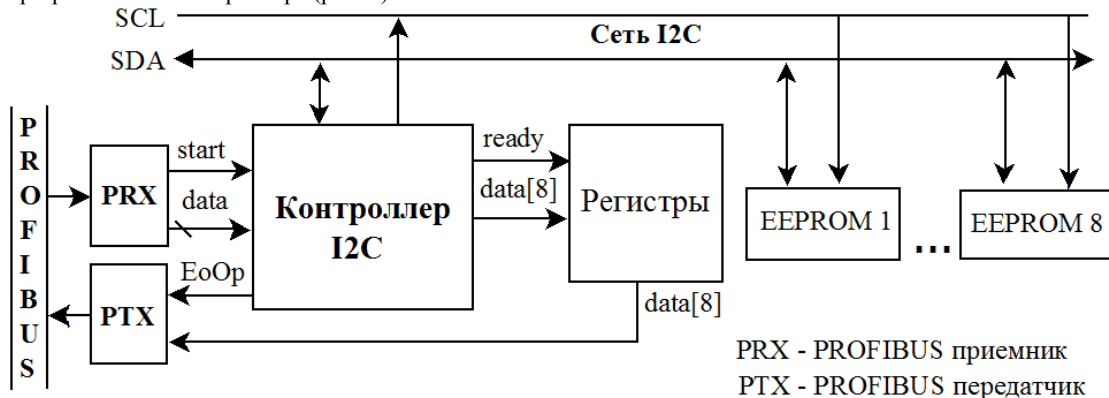 SCL
Сеть I2C
SDA
PROFIBUS
PRX
start
data
Контроллер
I2C
ready
data[8]
Регистры
EEPROM 1
...
EEPROM 8
EoOp
PTX
data[8]
PRX - PROFIBUS приемник
PTX - PROFIBUS передатчик